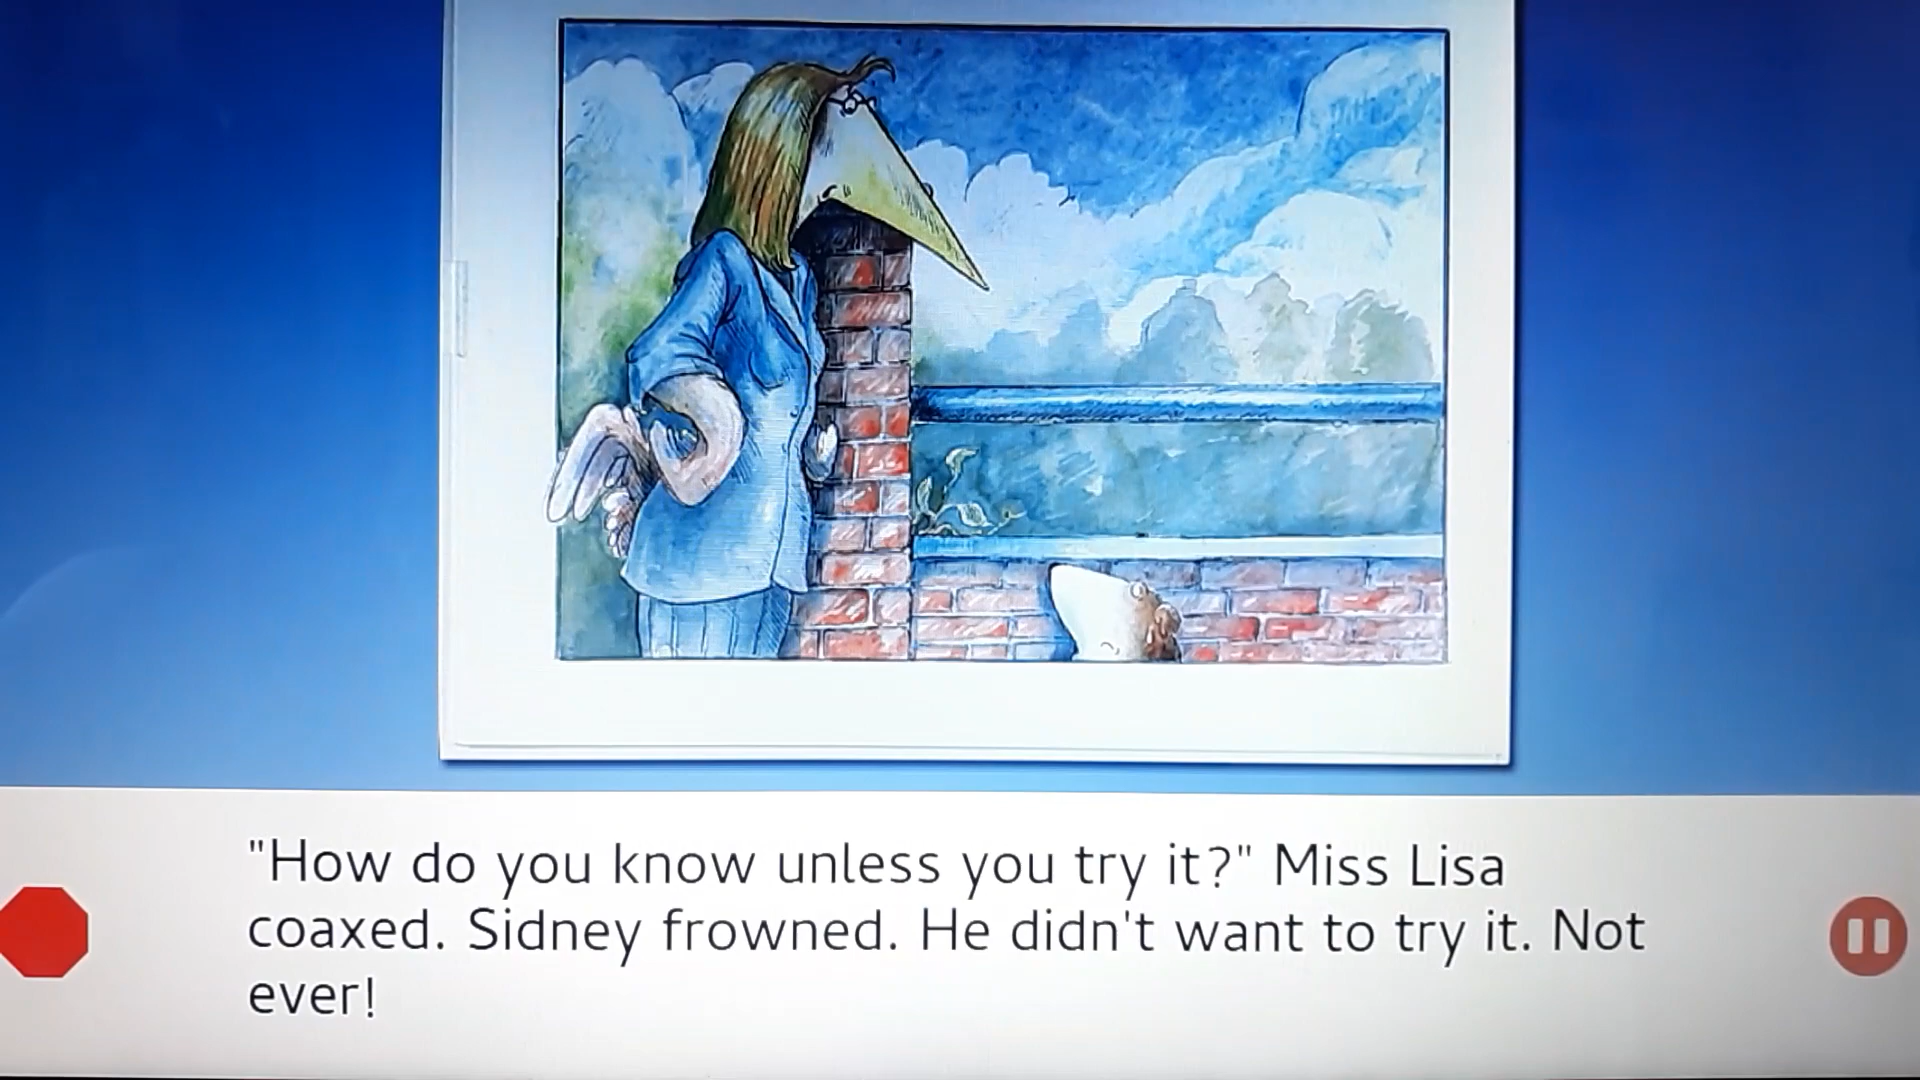 "How do you know unless you try it?" Miss Lisa
coaxed. Sidney frowned. He didn't want to try it. Not
ever!